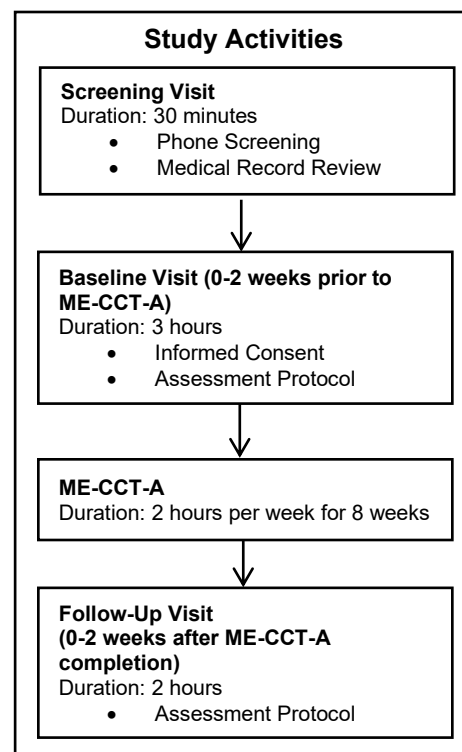 Study Activities
Screening Visit
Duration: 30 minutes
• Phone Screening
• Medical Record Review
Baseline Visit (0-2 weeks prior to
ME-CCT-A)
Duration: 3 hours
• Informed Consent
• Assessment Protocol
ME-CCT-A
Duration: 2 hours per week for 8 weeks
Follow-Up Visit
(0-2 weeks after ME-CCT-A
completion)
Duration: 2 hours
• Assessment Protocol